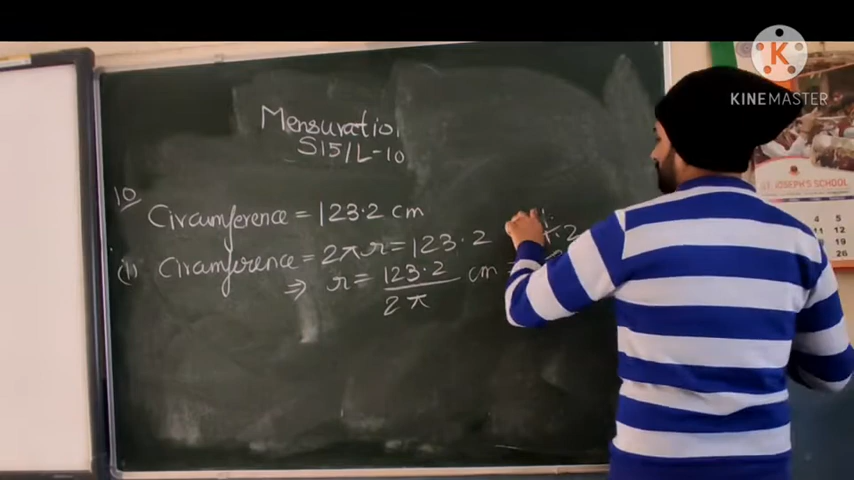 KINEMASTER
Mensuration
S15/L-10
10
Circumference = 123.2 cm
(i) Circumference = 2πr = 123.2
⇒ r = 123.2 / 2π cm
ST. JOSEPH'S SCHOOL